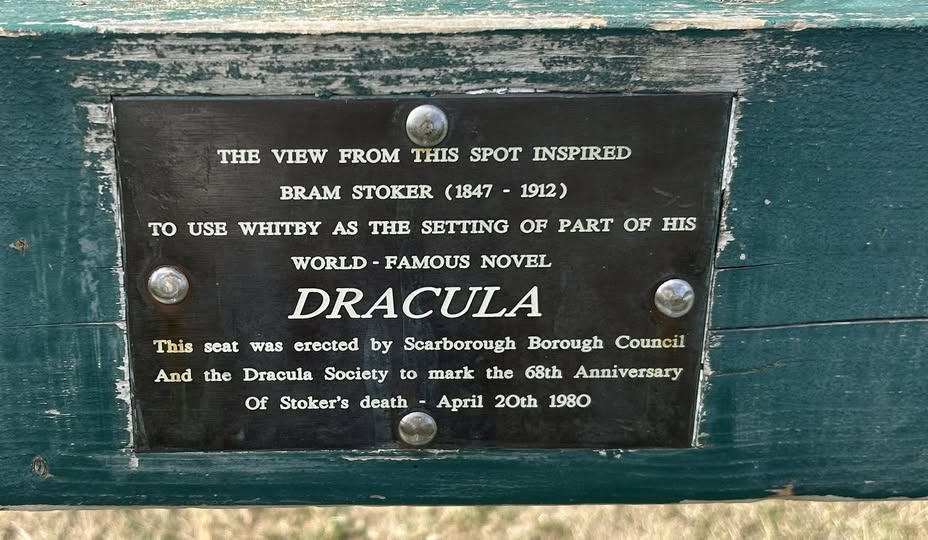 THE VIEW FROM THIS SPOT INSPIRED
BRAM STOKER (1847 - 1912)
TO USE WHITBY AS THE SETTING OF PART OF HIS
WORLD - FAMOUS NOVEL
DRACULA
This seat was erected by Scarborough Borough Council
And the Dracula Society to mark the 68th Anniversary
Of Stoker's death - April 20th 1980